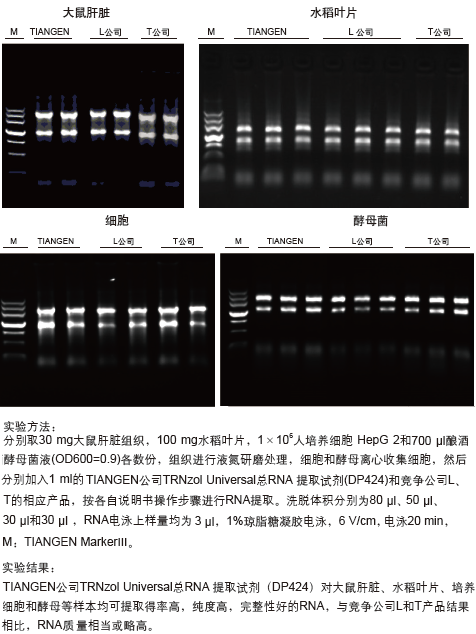 大鼠肝脏
水稻叶片
M TIANGEN L公司 T公司
M TIANGEN L 公司 T公司
细胞
酵母菌
M TIANGEN L公司 T公司
M TIANGEN L公司 T公司
实验方法：
分别取30 mg大鼠肝脏组织，100 mg水稻叶片，1×10⁶人培养细胞 HepG 2和700 μl酿酒
酵母菌液(OD600=0.9)各数份，组织进行液氮研磨处理，细胞和酵母离心收集细胞，然后
分别加入1 ml的TIANGEN公司TRNzol Universal总RNA 提取试剂(DP424)和竞争公司L、
T的相应产品，按各自说明书操作步骤进行RNA提取。洗脱体积分别为80 μl、50 μl、
30 μl和30 μl ，RNA电泳上样量均为 3 μl，1%琼脂糖凝胶电泳，6 V/cm，电泳20 min，
M：TIANGEN MarkerIII。
实验结果：
TIANGEN公司TRNzol Universal总RNA 提取试剂（DP424）对大鼠肝脏、水稻叶片、培养
细胞和酵母等样本均可提取得率高，纯度高，完整性好的RNA，与竞争公司L和T产品结果
相比，RNA质量相当或略高。